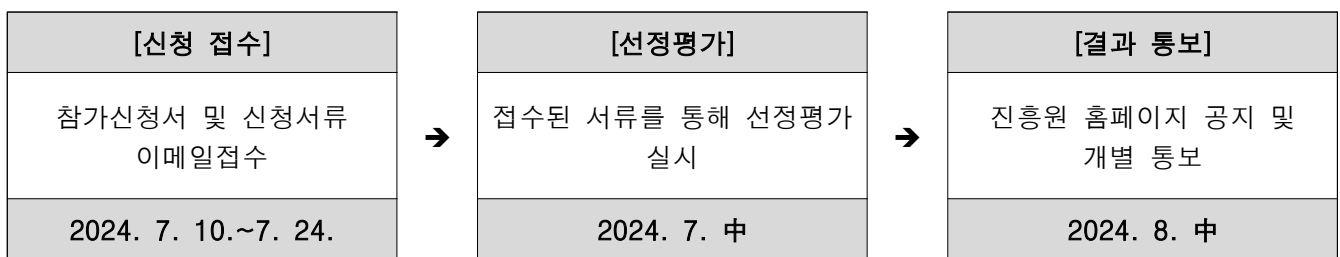 [신청 접수]
참가신청서 및 신청서류
이메일접수
2024. 7. 10.~7. 24.
➔
[선정평가]
접수된 서류를 통해 선정평가
실시
2024. 7. 中
➔
[결과 통보]
진흥원 홈페이지 공지 및
개별 통보
2024. 8. 中